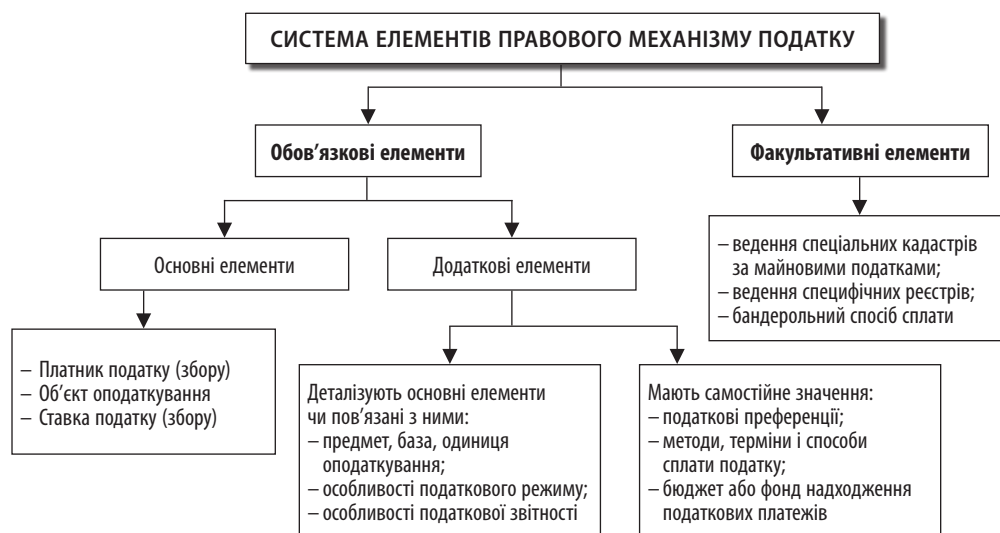 СИСТЕМА ЕЛЕМЕНТІВ ПРАВОВОГО МЕХАНІЗМУ ПОДАТКУ
Обов'язкові елементи
Факультативні елементи
Основні елементи
Додаткові елементи
– ведення спеціальних кадастрів
за майновими податками;
– ведення специфічних реєстрів;
– бандерольний спосіб сплати
– Платник податку (збору)
– Об’єкт оподаткування
– Ставка податку (збору)
Деталізують основні елементи
чи пов’язані з ними:
– предмет, база, одиниця
оподаткування;
– особливості податкового режиму;
– особливості податкової звітності
Мають самостійне значення:
– податкові преференції;
– методи, терміни і способи
сплати податку;
– бюджет або фонд надходження
податкових платежів